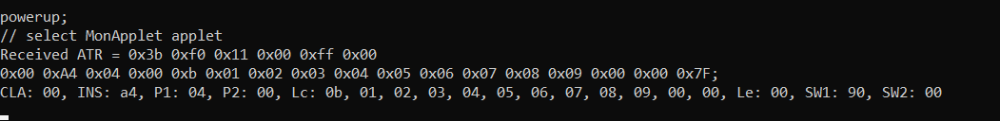 powerup;
// select MonApplet applet
Received ATR = 0x3b 0xf0 0x11 0x00 0xff 0x00
0x00 0xA4 0x04 0x00 0xb 0x01 0x02 0x03 0x04 0x05 0x06 0x07 0x08 0x09 0x00 0x00 0x7F;
CLA: 00, INS: a4, P1: 04, P2: 00, Lc: 0b, 01, 02, 03, 04, 05, 06, 07, 08, 09, 00, 00, Le: 00, SW1: 90, SW2: 00